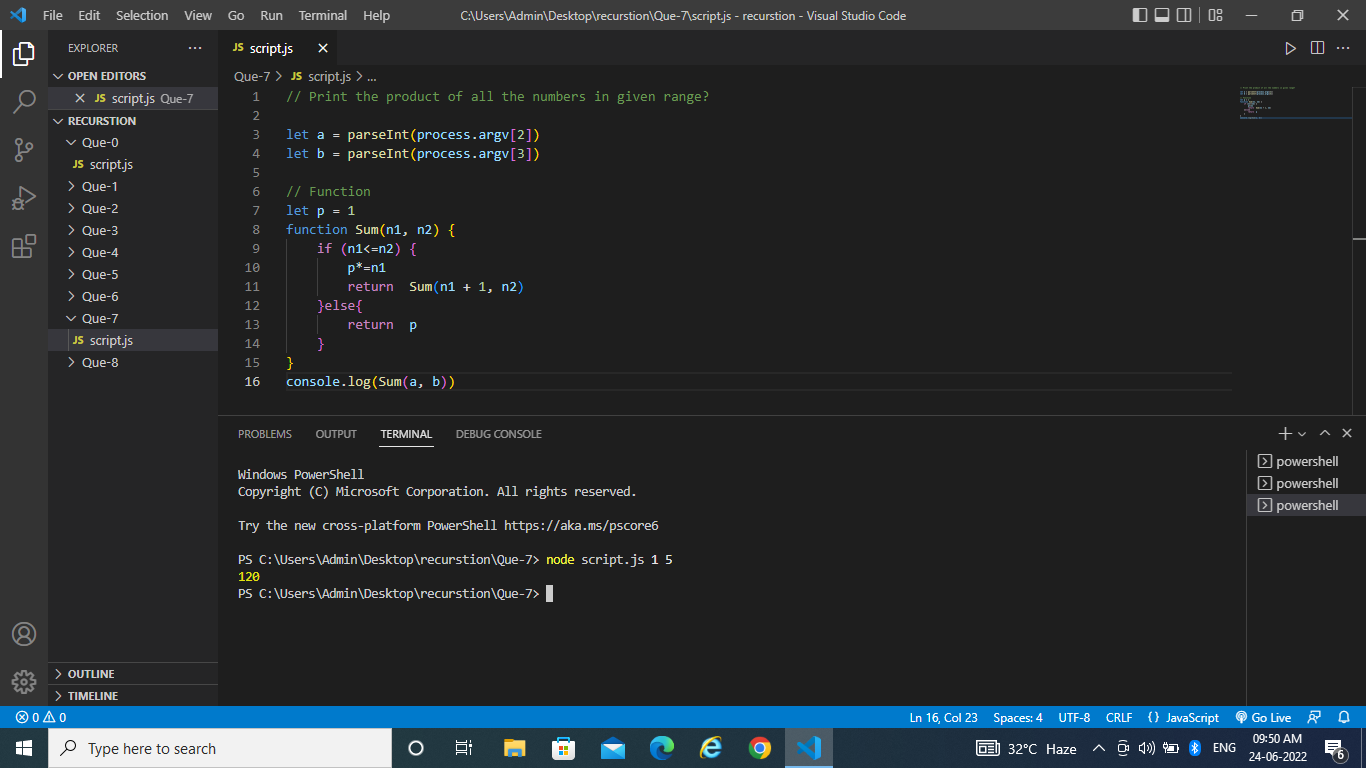 File Edit Selection View Go Run Terminal Help C:\Users\Admin\Desktop\recurstion\Que-7\script.js - recurstion - Visual Studio Code
EXPLORER
OPEN EDITORS
JS script.js Que-7
RECURSTION
Que-0
JS script.js
Que-1
Que-2
Que-3
Que-4
Que-5
Que-6
Que-7
JS script.js
Que-8
OUTLINE
TIMELINE
JS script.js
Que-7 > JS script.js > ...
1 // Print the product of all the numbers in given range?
2
3 let a = parseInt(process.argv[2])
4 let b = parseInt(process.argv[3])
5
6 // Function
7 let p = 1
8 function Sum(n1, n2) {
9     if (n1<=n2) {
10         p*=n1
11         return  Sum(n1 + 1, n2)
12     }else{
13         return  p
14     }
15 }
16 console.log(Sum(a, b))
PROBLEMS OUTPUT TERMINAL DEBUG CONSOLE
Windows PowerShell
Copyright (C) Microsoft Corporation. All rights reserved.
Try the new cross-platform PowerShell https://aka.ms/pscore6
PS C:\Users\Admin\Desktop\recurstion\Que-7> node script.js 1 5
120
PS C:\Users\Admin\Desktop\recurstion\Que-7>
powershell
powershell
powershell
0 0 Ln 16, Col 23 Spaces: 4 UTF-8 CRLF {} JavaScript Go Live
Type here to search 32°C Haze ENG
09:50 AM
24-06-2022
6